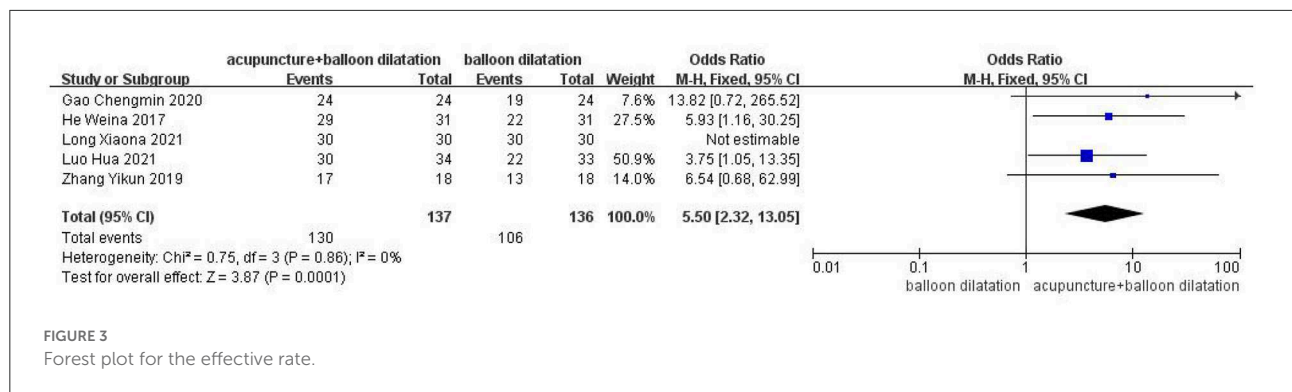 acupuncture+balloon dilatation balloon dilatation Odds Ratio Odds Ratio
Study or Subgroup Events Total Events Total Weight M-H, Fixed, 95% CI M-H, Fixed, 95% CI
Gao Chengmin 2020 24 24 19 24 7.6% 13.82 [0.72, 265.52]
He Weina 2017 29 31 22 31 27.5% 5.93 [1.16, 30.25]
Long Xiaona 2021 30 30 30 30 Not estimable
Luo Hua 2021 30 34 22 33 50.9% 3.75 [1.05, 13.35]
Zhang Yikun 2019 17 18 13 18 14.0% 6.54 [0.68, 62.99]
Total (95% CI) 137 136 100.0% 5.50 [2.32, 13.05]
Total events 130 106
Heterogeneity: Chi² = 0.75, df = 3 (P = 0.86); I² = 0%
Test for overall effect: Z = 3.87 (P = 0.0001)
0.01 0.1 1 10 100
balloon dilatation acupuncture+balloon dilatation
FIGURE 3
Forest plot for the effective rate.